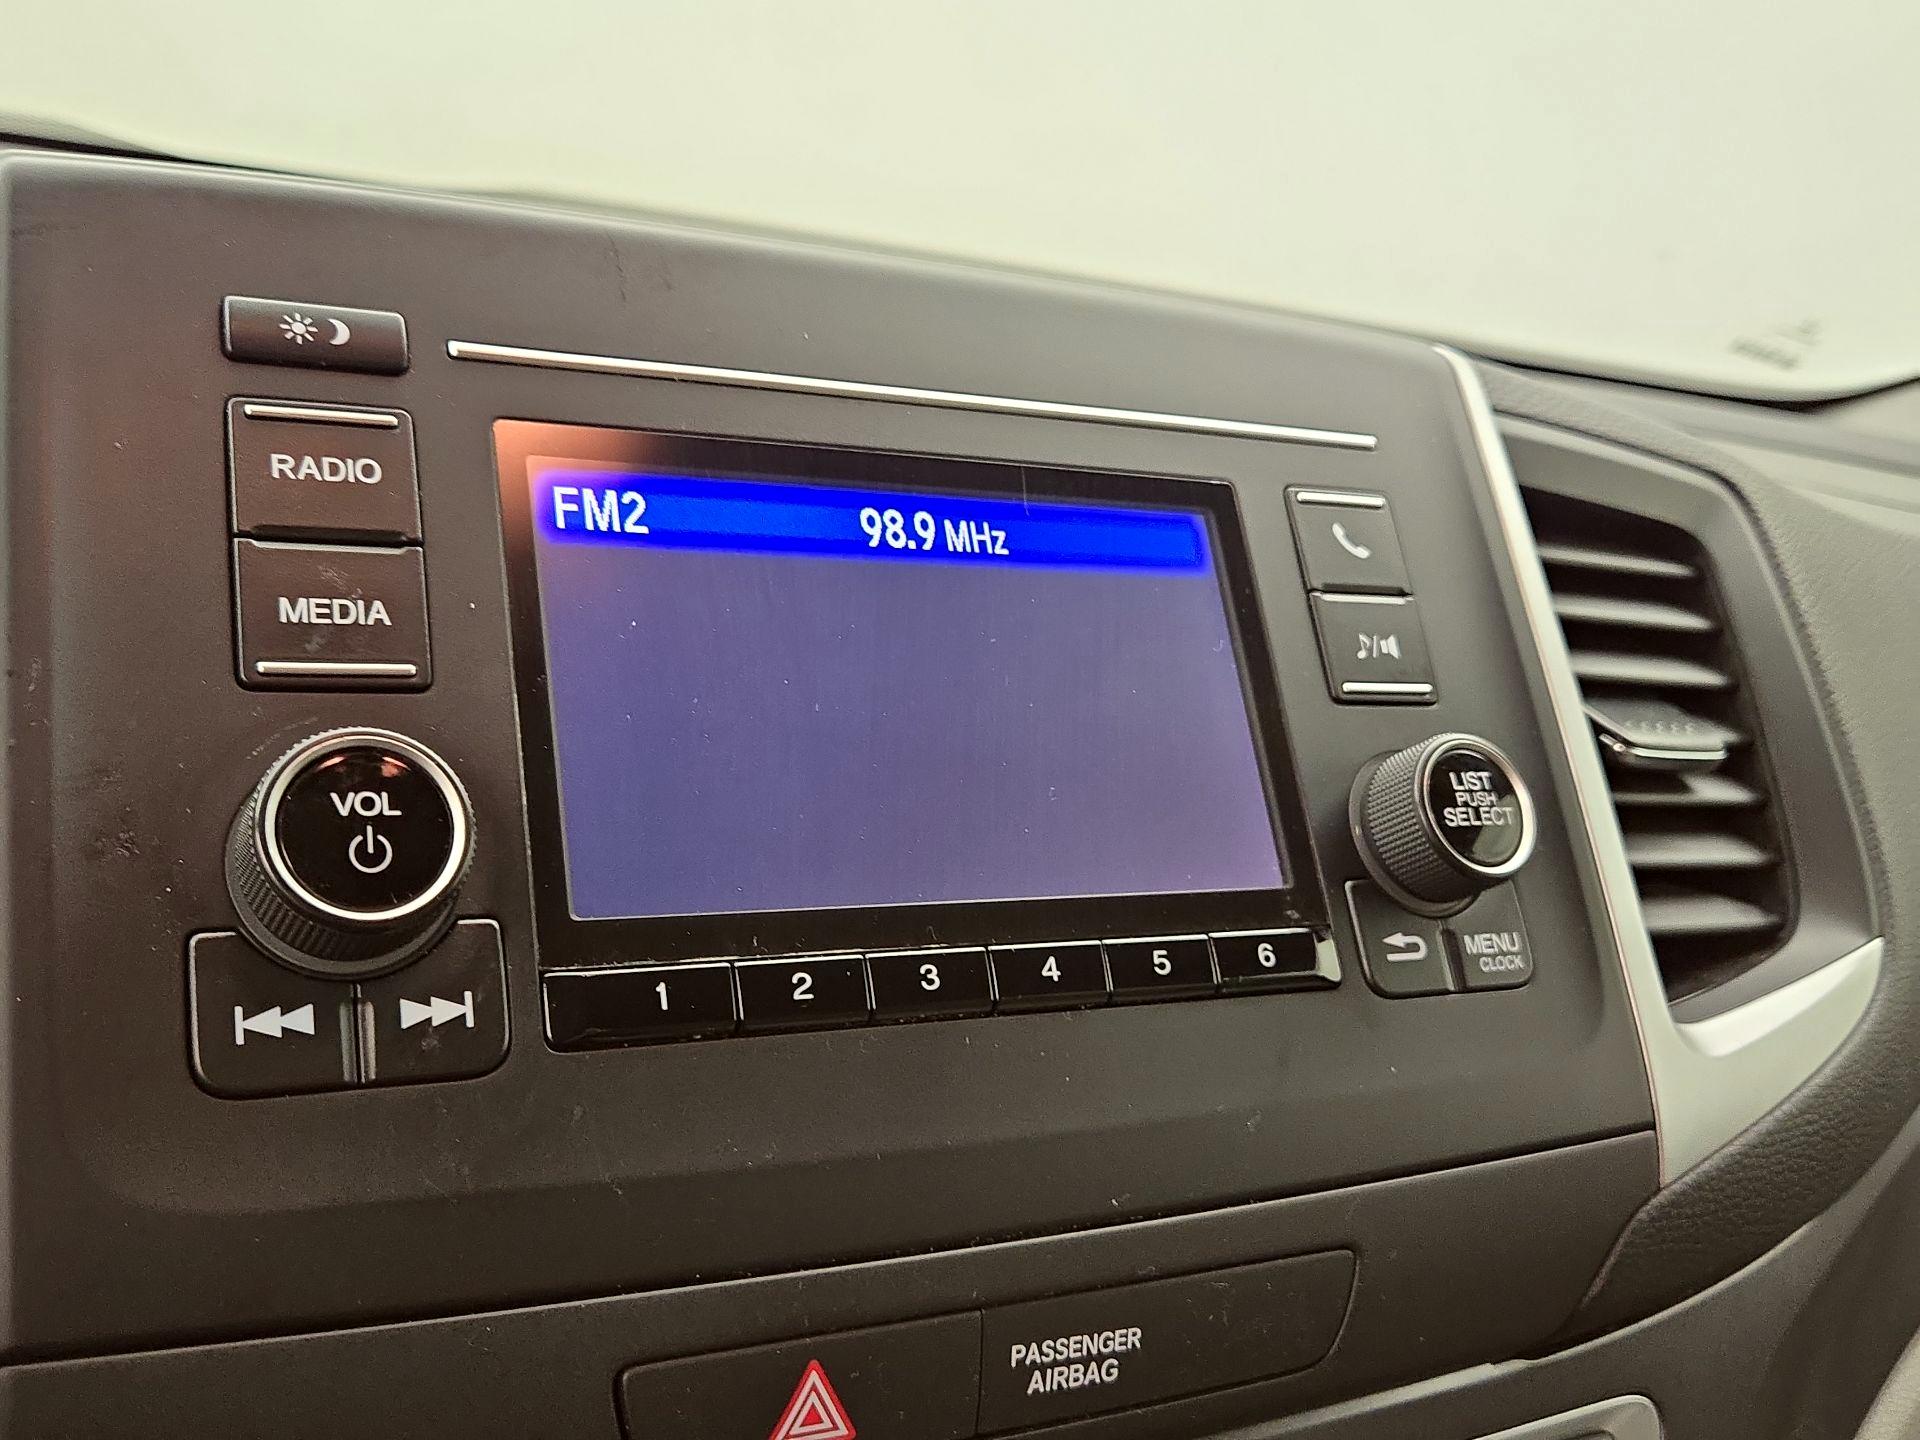 RADIO
MEDIA
FM2 98.9 MHz
VOL
LIST
PUSH
SELECT
MENU
CLOCK
1 2 3 4 5 6
PASSENGER
AIRBAG